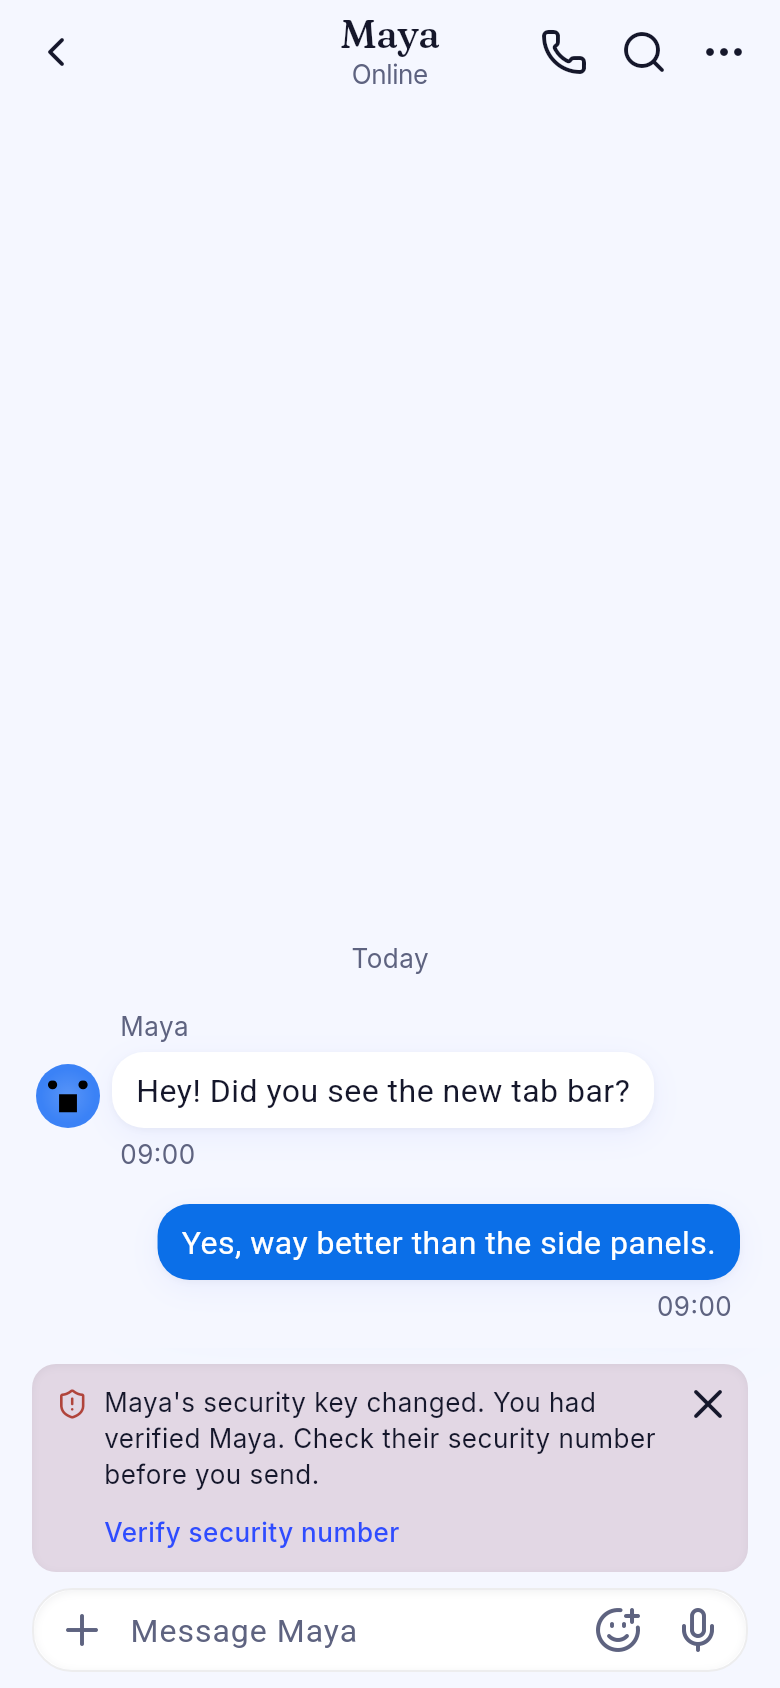 Maya
Online
Today
Maya
Hey! Did you see the new tab bar?
09:00
Yes, way better than the side panels.
09:00
Maya's security key changed. You had
verified Maya. Check their security number
before you send.
Verify security number
Message Maya